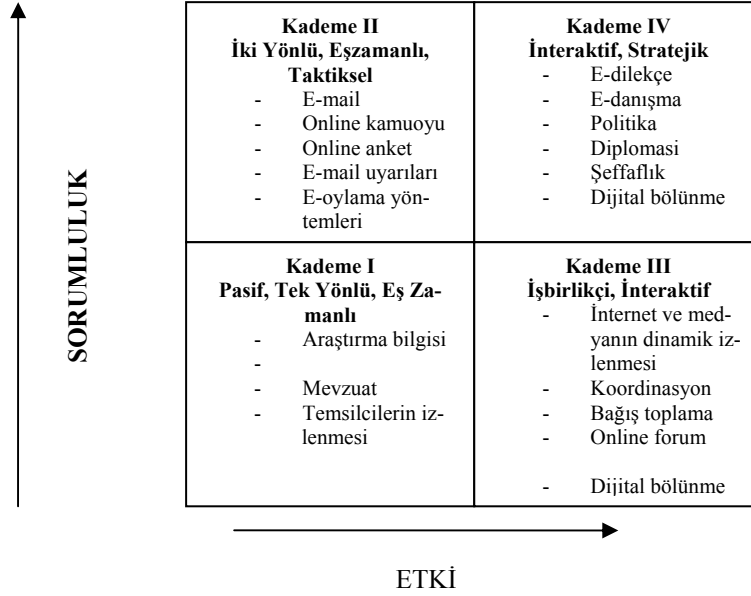 SORUMLULUK
Kademe II
İki Yönlü, Eşzamanlı,
Taktiksel
- E-mail
- Online kamuoyu
- Online anket
- E-mail uyarıları
- E-oylama yön-
temleri
Kademe IV
İnteraktif, Stratejik
- E-dilekçe
- E-danışma
- Politika
- Diplomasi
- Şeffaflık
- Dijital bölünme
Kademe I
Pasif, Tek Yönlü, Eş Za-
manlı
- Araştırma bilgisi
-
- Mevzuat
- Temsilcilerin iz-
lenmesi
Kademe III
İşbirlikçi, İnteraktif
- İnternet ve med-
yanın dinamik iz-
lenmesi
- Koordinasyon
- Bağış toplama
- Online forum
- Dijital bölünme
ETKİ